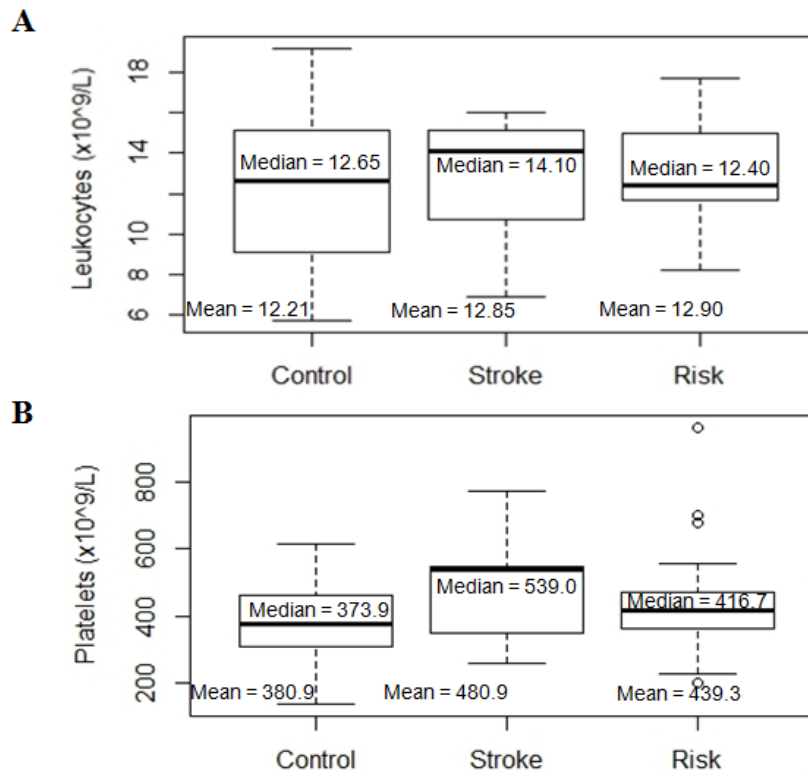 A
Leukocytes (x10^9/L)
18
14
10
8
6
Median = 12.65
Median = 14.10
Median = 12.40
Mean = 12.21
Mean = 12.85
Mean = 12.90
Control
Stroke
Risk
B
Platelets (x10^9/L)
800
600
400
200
Median = 373.9
Median = 539.0
Median = 416.7
Mean = 380.9
Mean = 480.9
Mean = 439.3
Control
Stroke
Risk